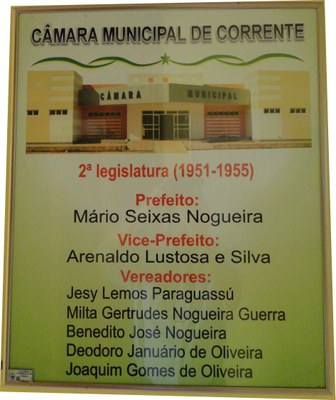 CÂMARA MUNICIPAL DE CORRENTE
CÂMARA MUNICIPAL
2ª legislatura (1951-1955)
Prefeito:
Mário Seixas Nogueira
Vice-Prefeito:
Arenaldo Lustosa e Silva
Vereadores:
Jesy Lemos Paraguassú
Milta Gertrudes Nogueira Guerra
Benedito José Nogueira
Deodoro Januário de Oliveira
Joaquim Gomes de Oliveira